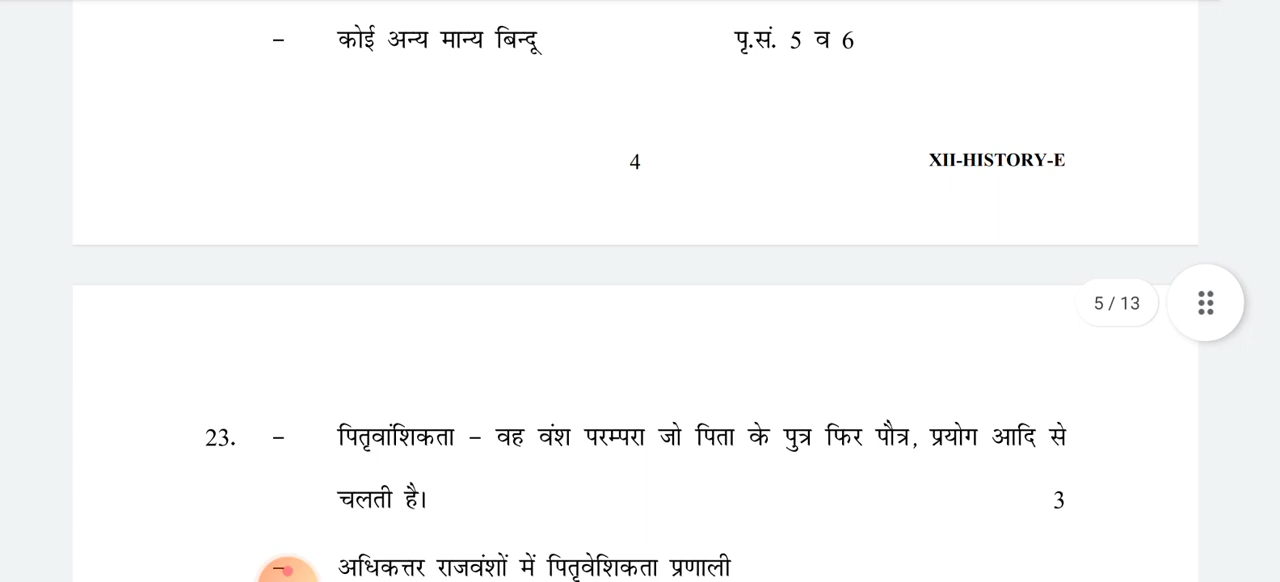 – कोई अन्य मान्य बिन्दू पृ.सं. 5 व 6
4 XII-HISTORY-E
5 / 13
23. – पितृवांशिकता – वह वंश परम्परा जो पिता के पुत्र फिर पौत्र, प्रयोग आदि से
चलती है। 3
– अधिकत्तर राजवंशों में पितृवेशिकता प्रणाली